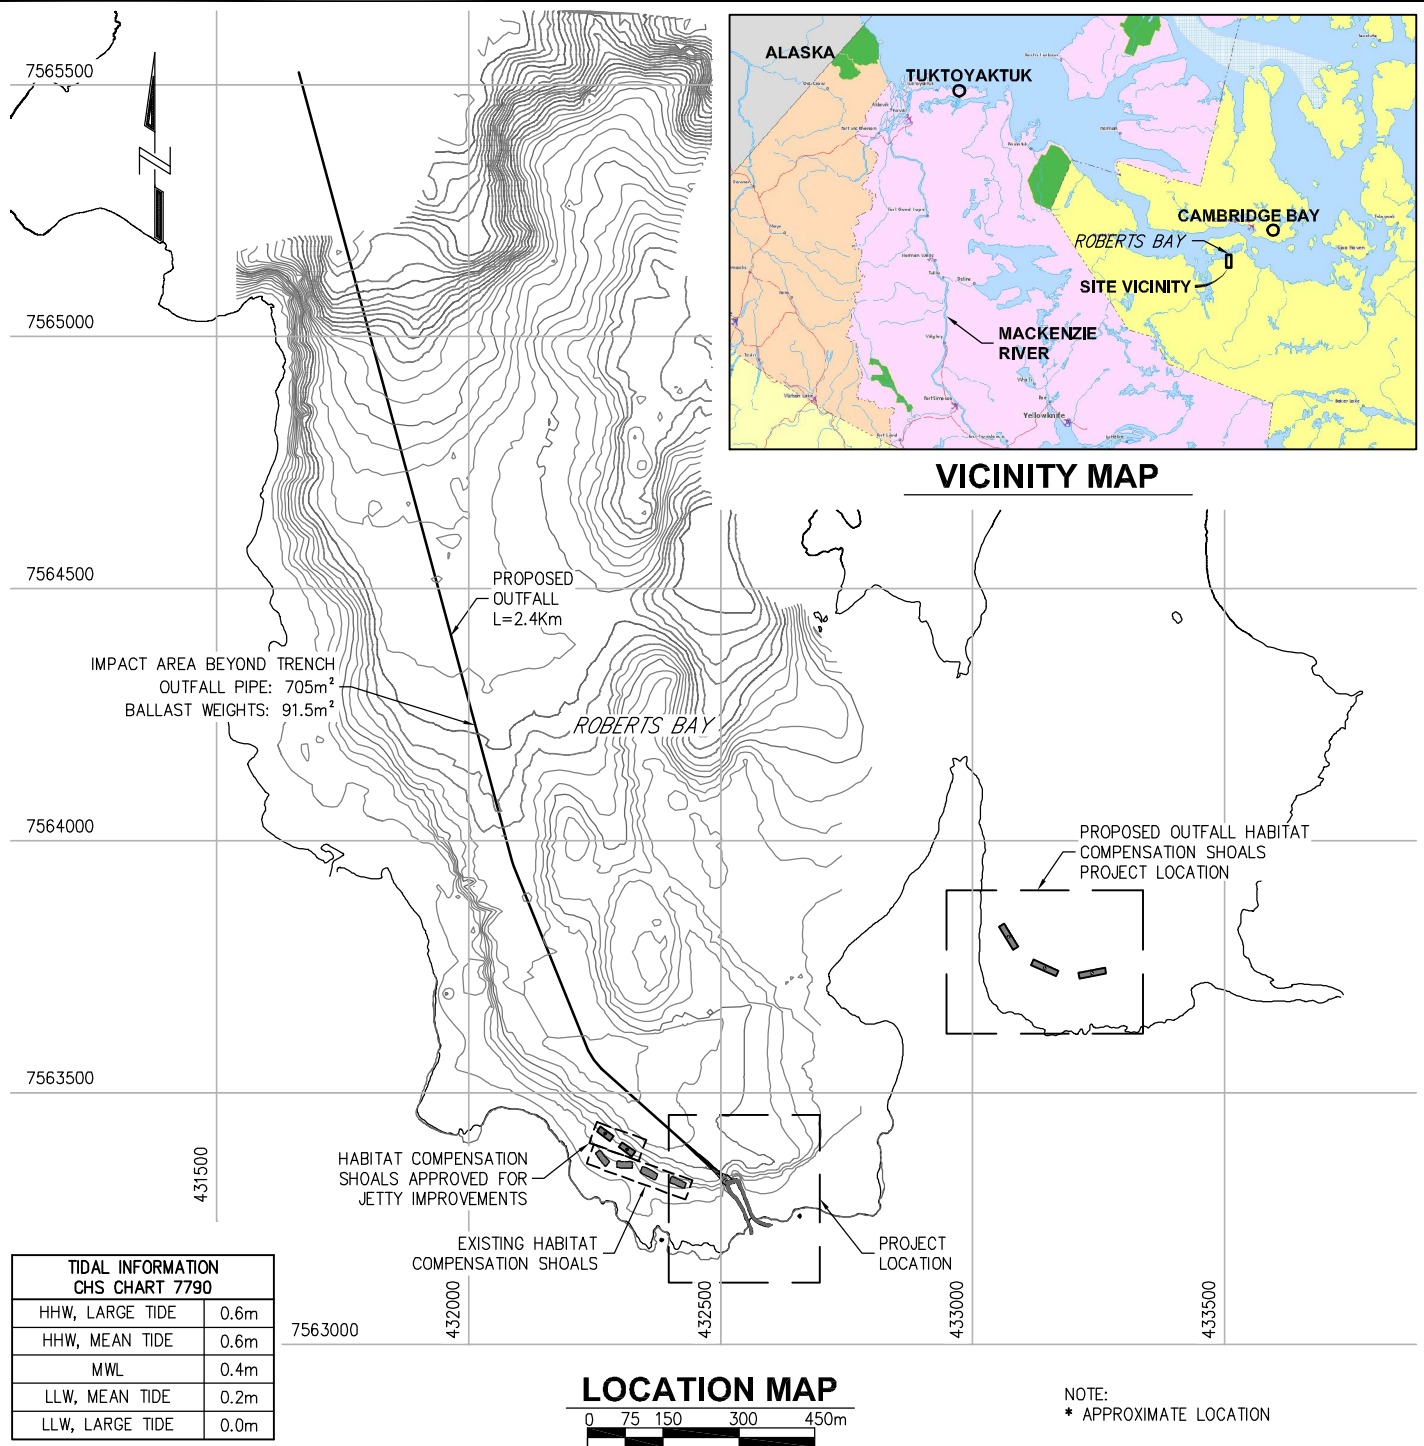 ALASKA
TUKTOYAKTUK
CAMBRIDGE BAY
ROBERTS BAY
SITE VICINITY
MACKENZIE
RIVER
Yellowknife
VICINITY MAP
7565500
7565000
7564500
7564000
7563500
7563000
431500
432000
432500
433000
433500
N
PROPOSED
OUTFALL
L=2.4Km
IMPACT AREA BEYOND TRENCH
OUTFALL PIPE: 705m²
BALLAST WEIGHTS: 91.5m²
ROBERTS BAY
PROPOSED OUTFALL HABITAT
COMPENSATION SHOALS
PROJECT LOCATION
HABITAT COMPENSATION
SHOALS APPROVED FOR
JETTY IMPROVEMENTS
EXISTING HABITAT
COMPENSATION SHOALS
PROJECT
LOCATION
TIDAL INFORMATION
CHS CHART 7790
HHW, LARGE TIDE 0.6m
HHW, MEAN TIDE 0.6m
MWL 0.4m
LLW, MEAN TIDE 0.2m
LLW, LARGE TIDE 0.0m
LOCATION MAP
0 75 150 300 450m
NOTE:
* APPROXIMATE LOCATION